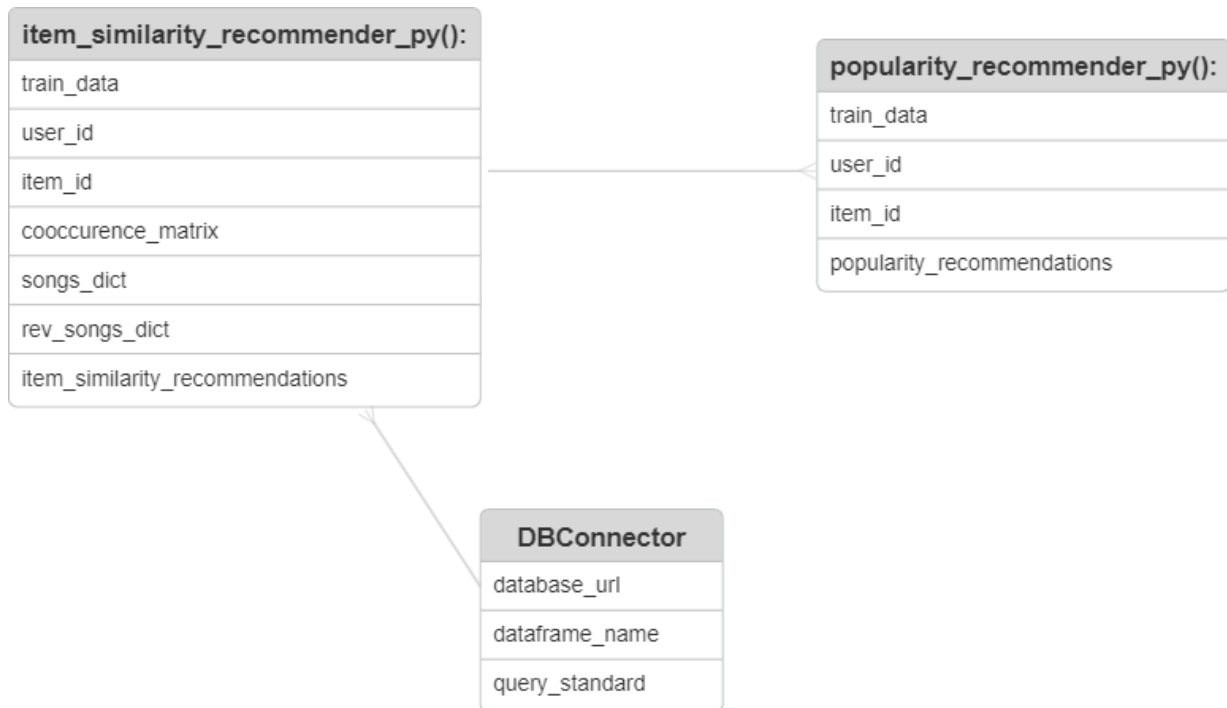 item_similarity_recommender_py():
train_data
user_id
item_id
cooccurence_matrix
songs_dict
rev_songs_dict
item_similarity_recommendations
popularity_recommender_py():
train_data
user_id
item_id
popularity_recommendations
DBConnector
database_url
dataframe_name
query_standard